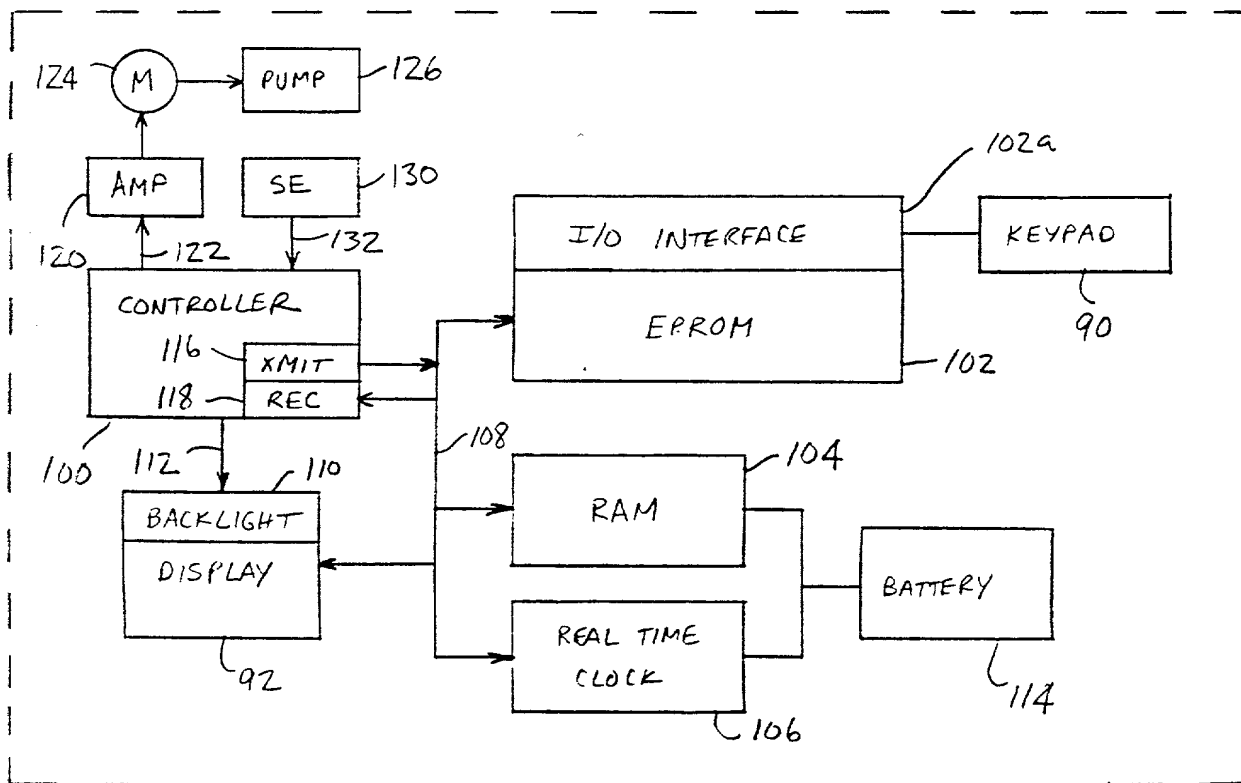 124
M
PUMP
126
AMP
SE
130
120
122
132
CONTROLLER
116
XMIT
118
REC
100
112
110
BACKLIGHT
DISPLAY
92
108
102a
I/O INTERFACE
KEYPAD
90
EPROM
102
104
RAM
BATTERY
114
REAL TIME
CLOCK
106